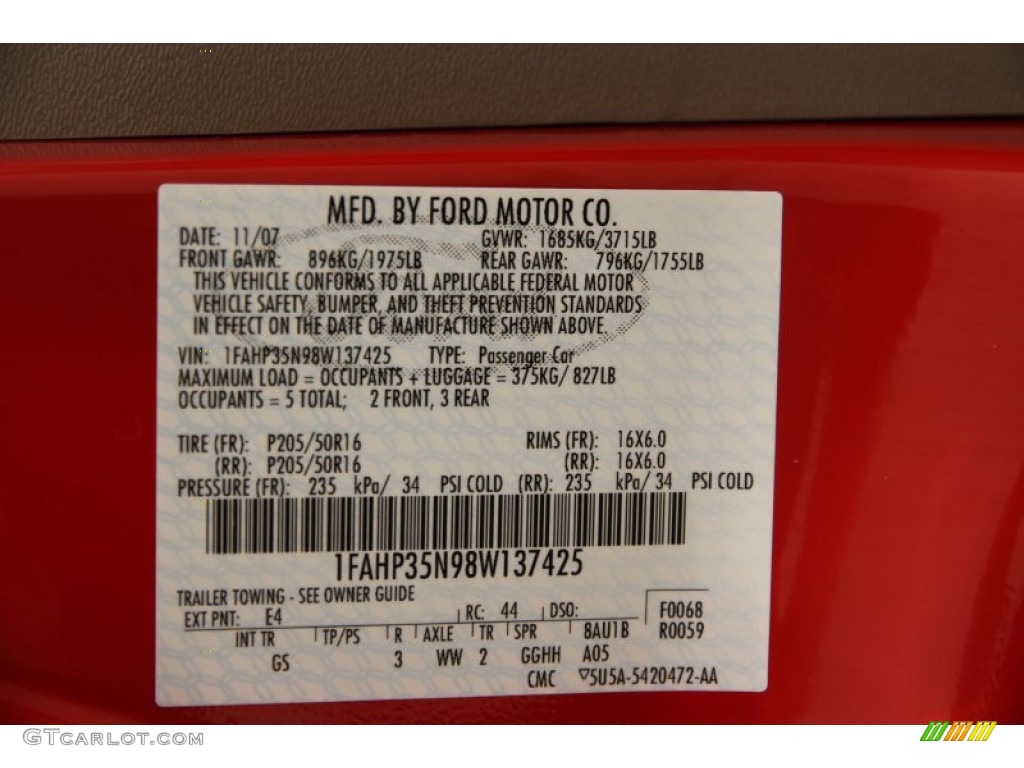 MFD. BY FORD MOTOR CO.
DATE: 11/07 GVWR: 1685KG/3715LB
FRONT GAWR: 896KG/1975LB REAR GAWR: 796KG/1755LB
THIS VEHICLE CONFORMS TO ALL APPLICABLE FEDERAL MOTOR
VEHICLE SAFETY, BUMPER, AND THEFT PREVENTION STANDARDS
IN EFFECT ON THE DATE OF MANUFACTURE SHOWN ABOVE.
VIN: 1FAHP35N98W137425 TYPE: Passenger Car
MAXIMUM LOAD = OCCUPANTS + LUGGAGE = 375KG/ 827LB
OCCUPANTS = 5 TOTAL; 2 FRONT, 3 REAR
TIRE (FR): P205/50R16 RIMS (FR): 16X6.0
(RR): P205/50R16 (RR): 16X6.0
PRESSURE (FR): 235 kPa/ 34 PSI COLD (RR): 235 kPa/ 34 PSI COLD
1FAHP35N98W137425
TRAILER TOWING - SEE OWNER GUIDE
EXT PNT: E4 RC: 44 DSO: F0068
INT TR TP/PS R AXLE TR SPR 8AU1B R0059
GS 3 WW 2 GGHH A05
CMC ▽5U5A-5420472-AA
GTCARLOT.COM